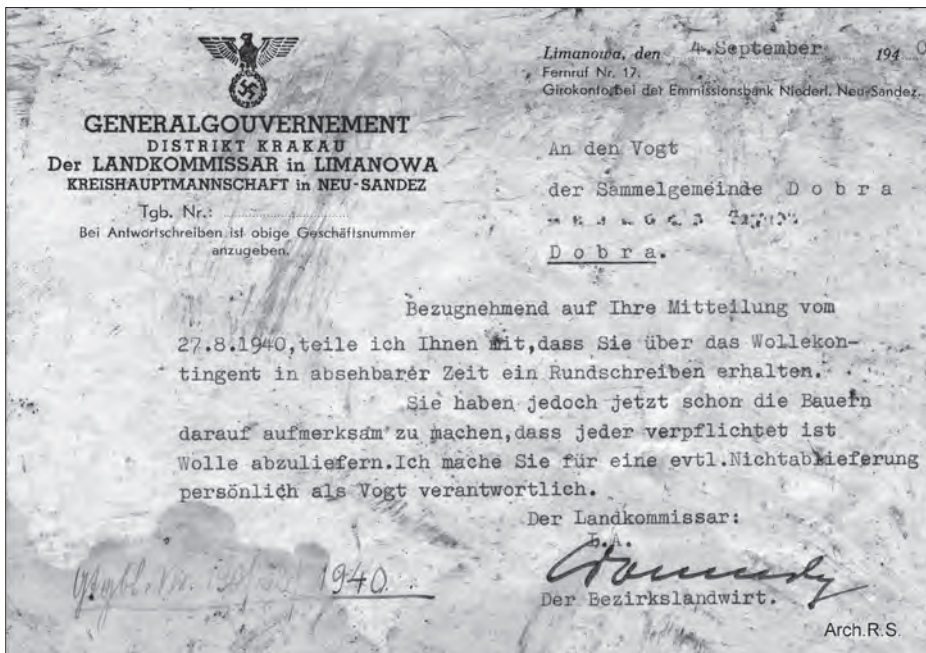 GENERALGOUVERNEMENT
DISTRIKT KRAKAU
Der LANDKOMMISSAR in LIMANOWA
KREISHAUPTMANNSCHAFT in NEU-SANDEZ
Tgb. Nr.:
Bei Antwortschreiben ist obige Geschäftsnummer
anzugeben.
Limanowa, den 4.September 1940
Fernruf Nr. 17.
Girokonto bei der Emmissionsbank Niederl. Neu-Sandez.
An den Vogt
der Sammelgemeinde Dobra
Dobra.
Bezugnehmend auf Ihre Mitteilung vom
27.8.1940,teile ich Ihnen mit,dass Sie über das Wollekon-
tingent in absehbarer Zeit ein Rundschreiben erhalten.
Sie haben jedoch jetzt schon die Bauern
darauf aufmerksam zu machen,dass jeder verpflichtet ist
Wolle abzuliefern.Ich mache Sie für eine evtl.Nichtablieferung
persönlich als Vogt verantwortlich.
Der Landkommissar:
I.A.
Der Bezirkslandwirt.
1940.
Arch.R.S.